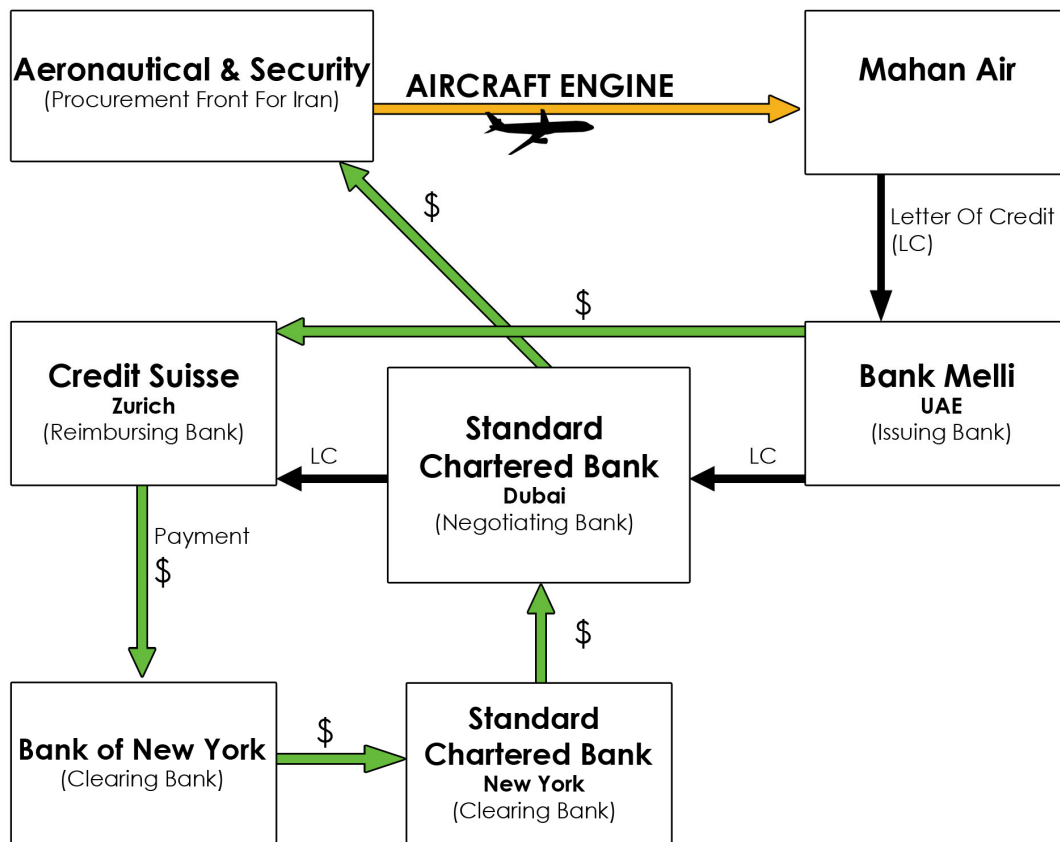 Aeronautical & Security
(Procurement Front For Iran)
AIRCRAFT ENGINE
Mahan Air
$
Letter Of Credit
(LC)
$
Credit Suisse
Zurich
(Reimbursing Bank)
Bank Melli
UAE
(Issuing Bank)
LC
Standard
Chartered Bank
Dubai
(Negotiating Bank)
LC
Payment
$
$
Bank of New York
(Clearing Bank)
$
Standard
Chartered Bank
New York
(Clearing Bank)